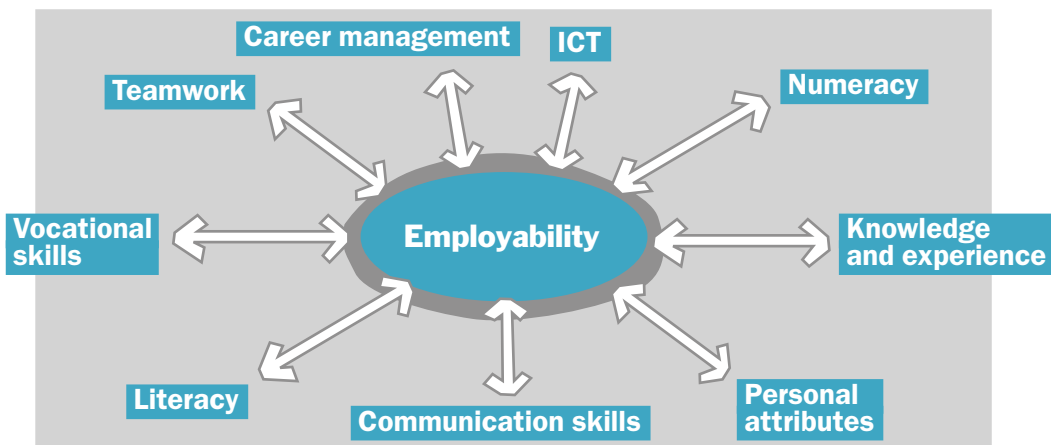 Career management
ICT
Teamwork
Numeracy
Vocational
skills
Employability
Knowledge
and experience
Literacy
Communication skills
Personal
attributes